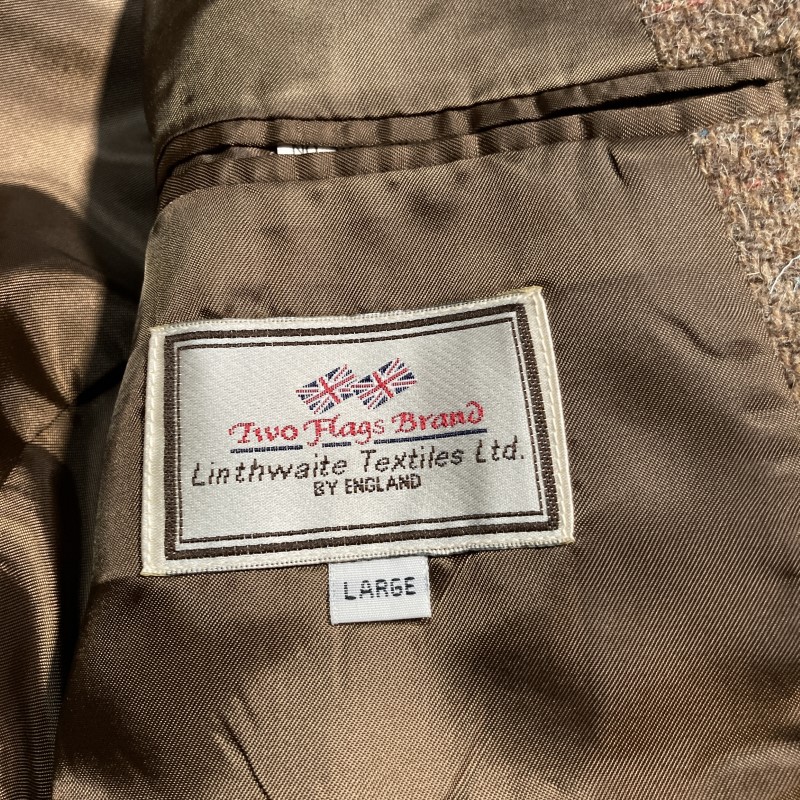 Two Flags Brand
Linthwaite Textiles Ltd.
BY ENGLAND
LARGE